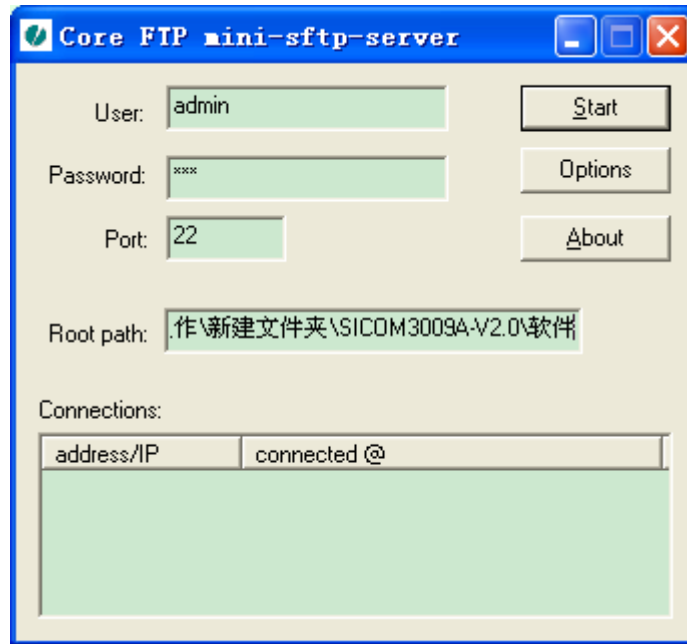 Core FTP mini-sftp-server
User: admin Start
Password: *** Options
Port: 22 About
Root path: .作\新建文件夹\SICOM3009A-V2.0\软件
Connections:
address/IP connected @